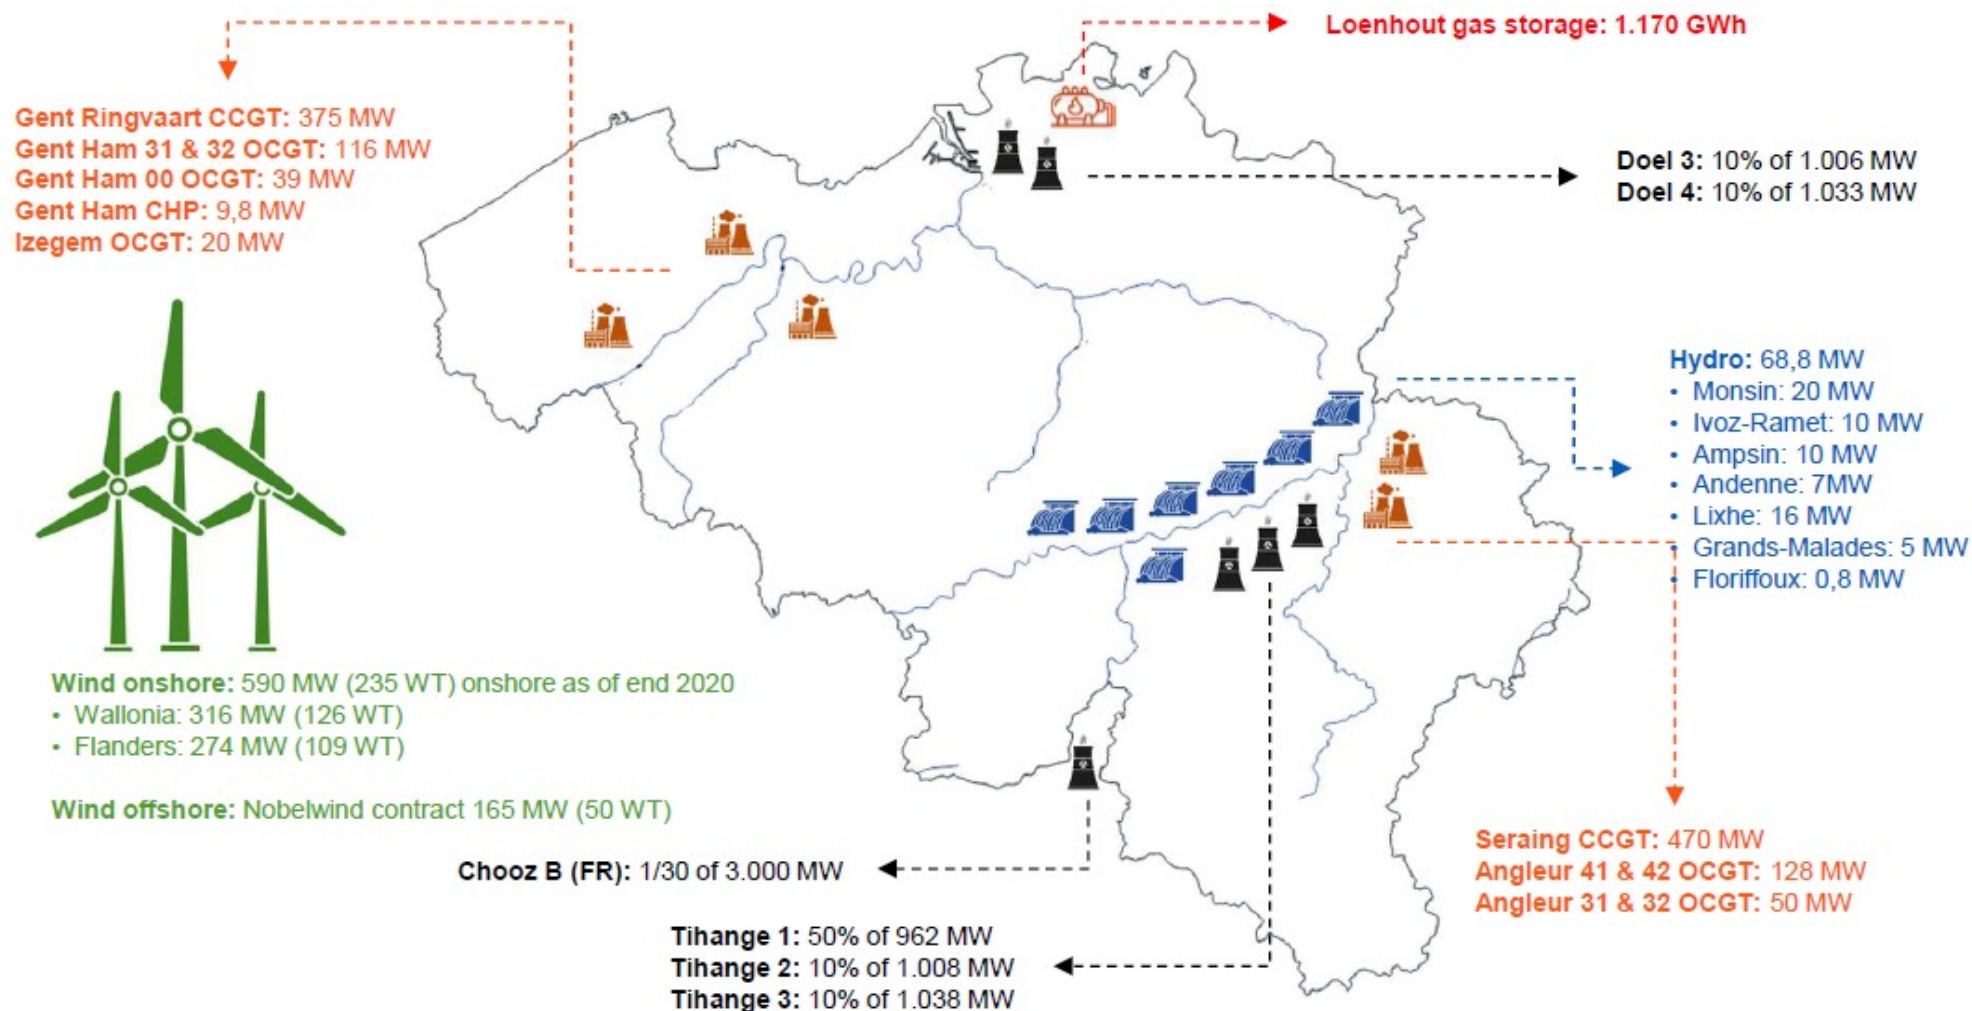 Loenhout gas storage: 1.170 GWh
Gent Ringvaart CCGT: 375 MW
Gent Ham 31 & 32 OCGT: 116 MW
Gent Ham 00 OCGT: 39 MW
Gent Ham CHP: 9,8 MW
Izegem OCGT: 20 MW
Doel 3: 10% of 1.006 MW
Doel 4: 10% of 1.033 MW
Hydro: 68,8 MW
• Monsin: 20 MW
• Ivoz-Ramet: 10 MW
• Ampsin: 10 MW
• Andenne: 7MW
• Lixhe: 16 MW
• Grands-Malades: 5 MW
• Floriffoux: 0,8 MW
Wind onshore: 590 MW (235 WT) onshore as of end 2020
• Wallonia: 316 MW (126 WT)
• Flanders: 274 MW (109 WT)
Wind offshore: Nobelwind contract 165 MW (50 WT)
Seraing CCGT: 470 MW
Angleur 41 & 42 OCGT: 128 MW
Angleur 31 & 32 OCGT: 50 MW
Chooz B (FR): 1/30 of 3.000 MW
Tihange 1: 50% of 962 MW
Tihange 2: 10% of 1.008 MW
Tihange 3: 10% of 1.038 MW